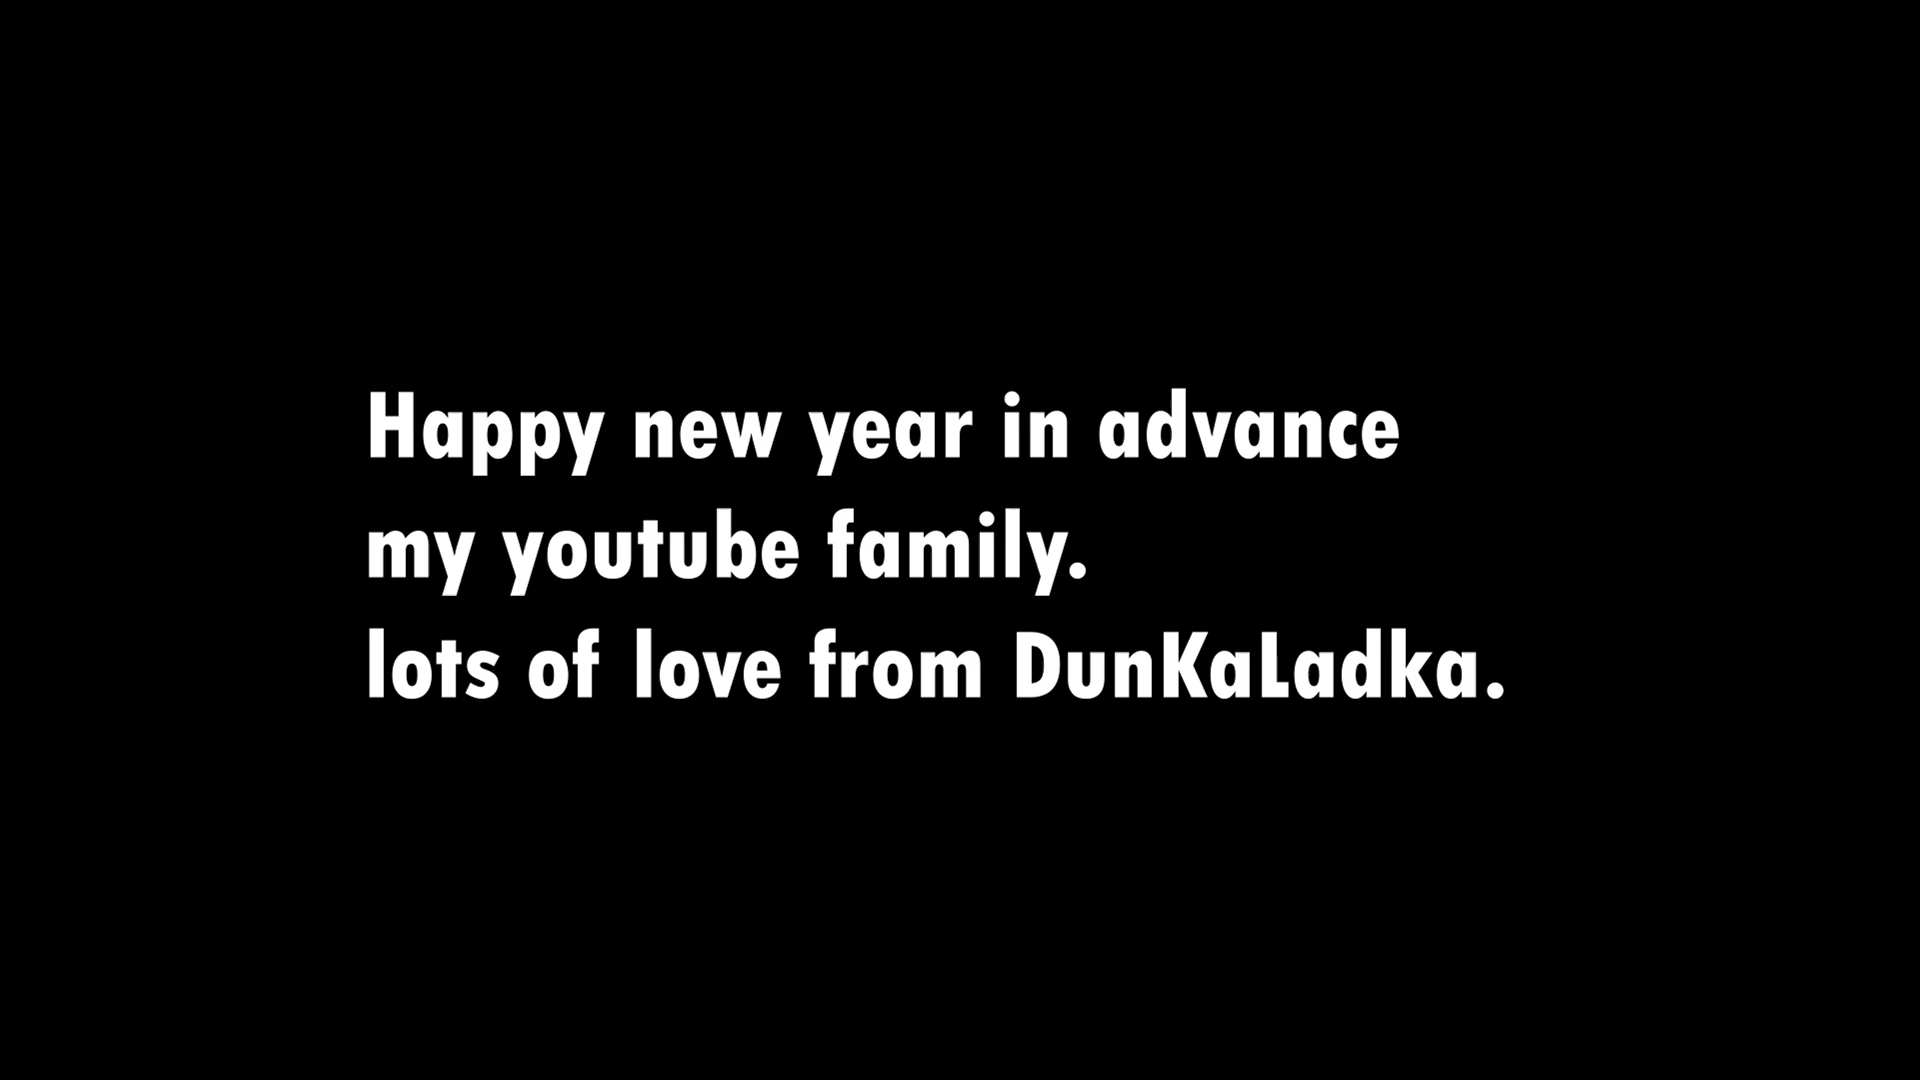 Happy new year in advance
my youtube family.
lots of love from DunKaLadka.